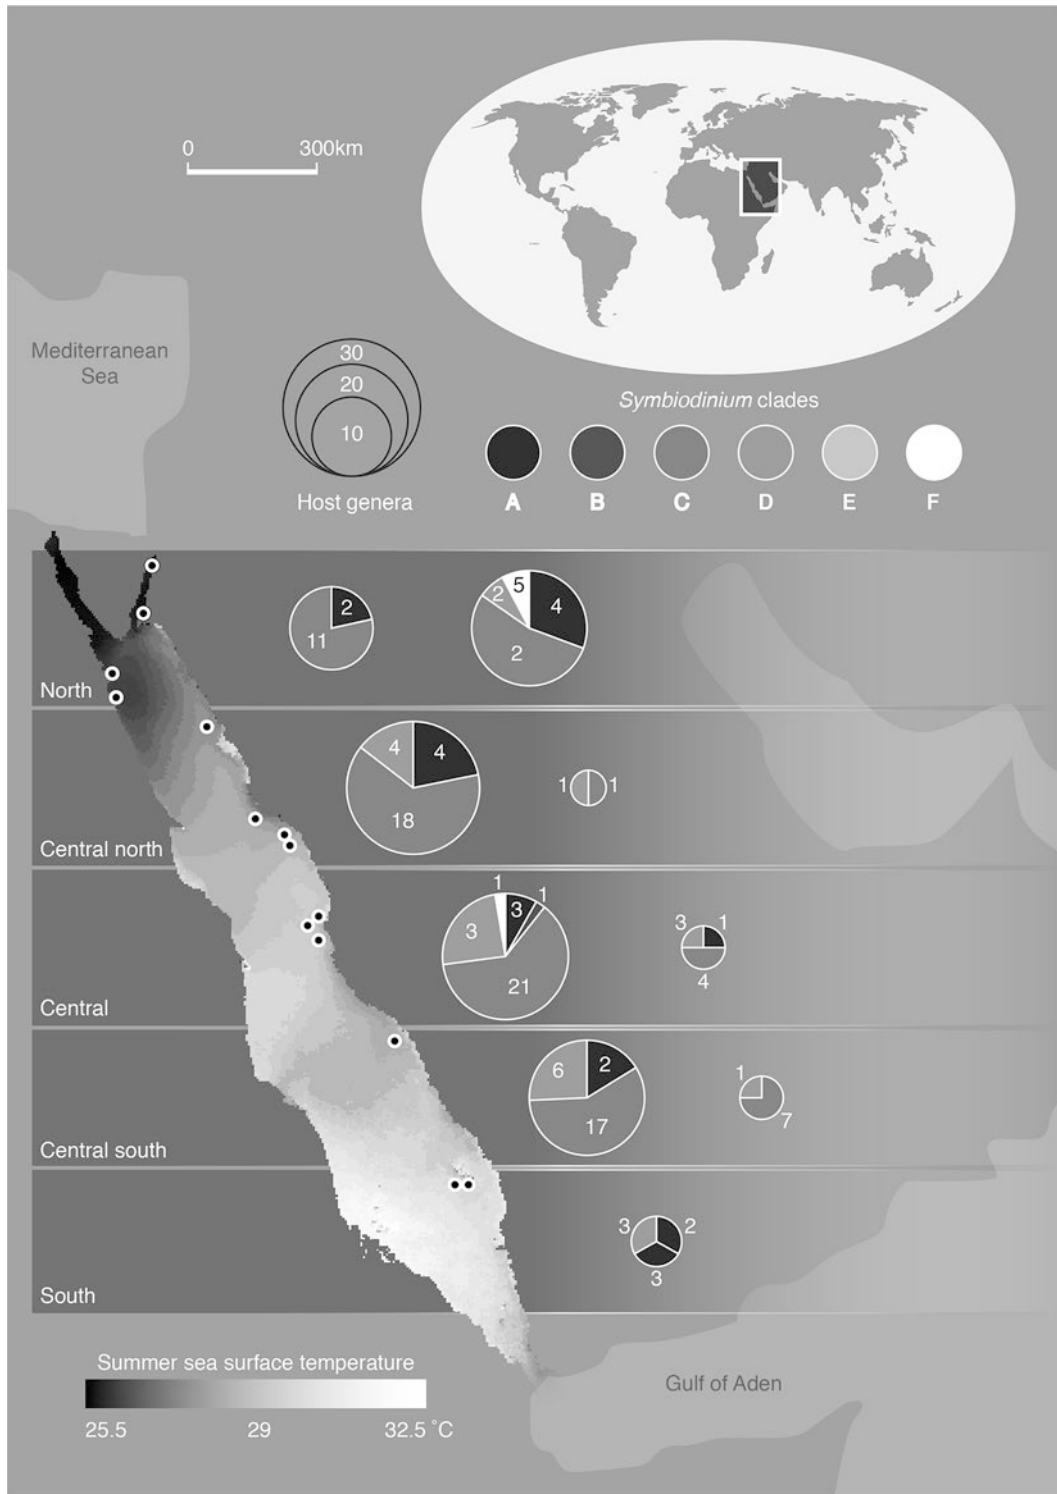 0 300km
Mediterranean
Sea
30
20
10
Host genera
Symbiodinium clades
A B C D E F
North
2
11
5
2
4
2
Central north
4 4
18
1 1
Central
1
1
3
3
21
3 1
4
Central south
6 2
17
1
7
South
3 2
3
Summer sea surface temperature
25.5 29 32.5 °C
Gulf of Aden